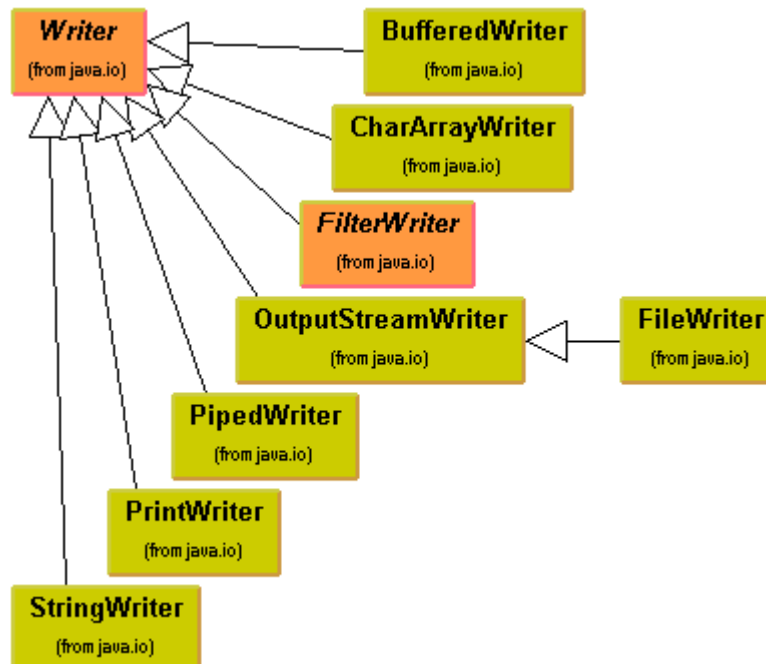 Writer
(from java.io)
BufferedWriter
(from java.io)
CharArrayWriter
(from java.io)
FilterWriter
(from java.io)
OutputStreamWriter
(from java.io)
FileWriter
(from java.io)
PipedWriter
(from java.io)
PrintWriter
(from java.io)
StringWriter
(from java.io)